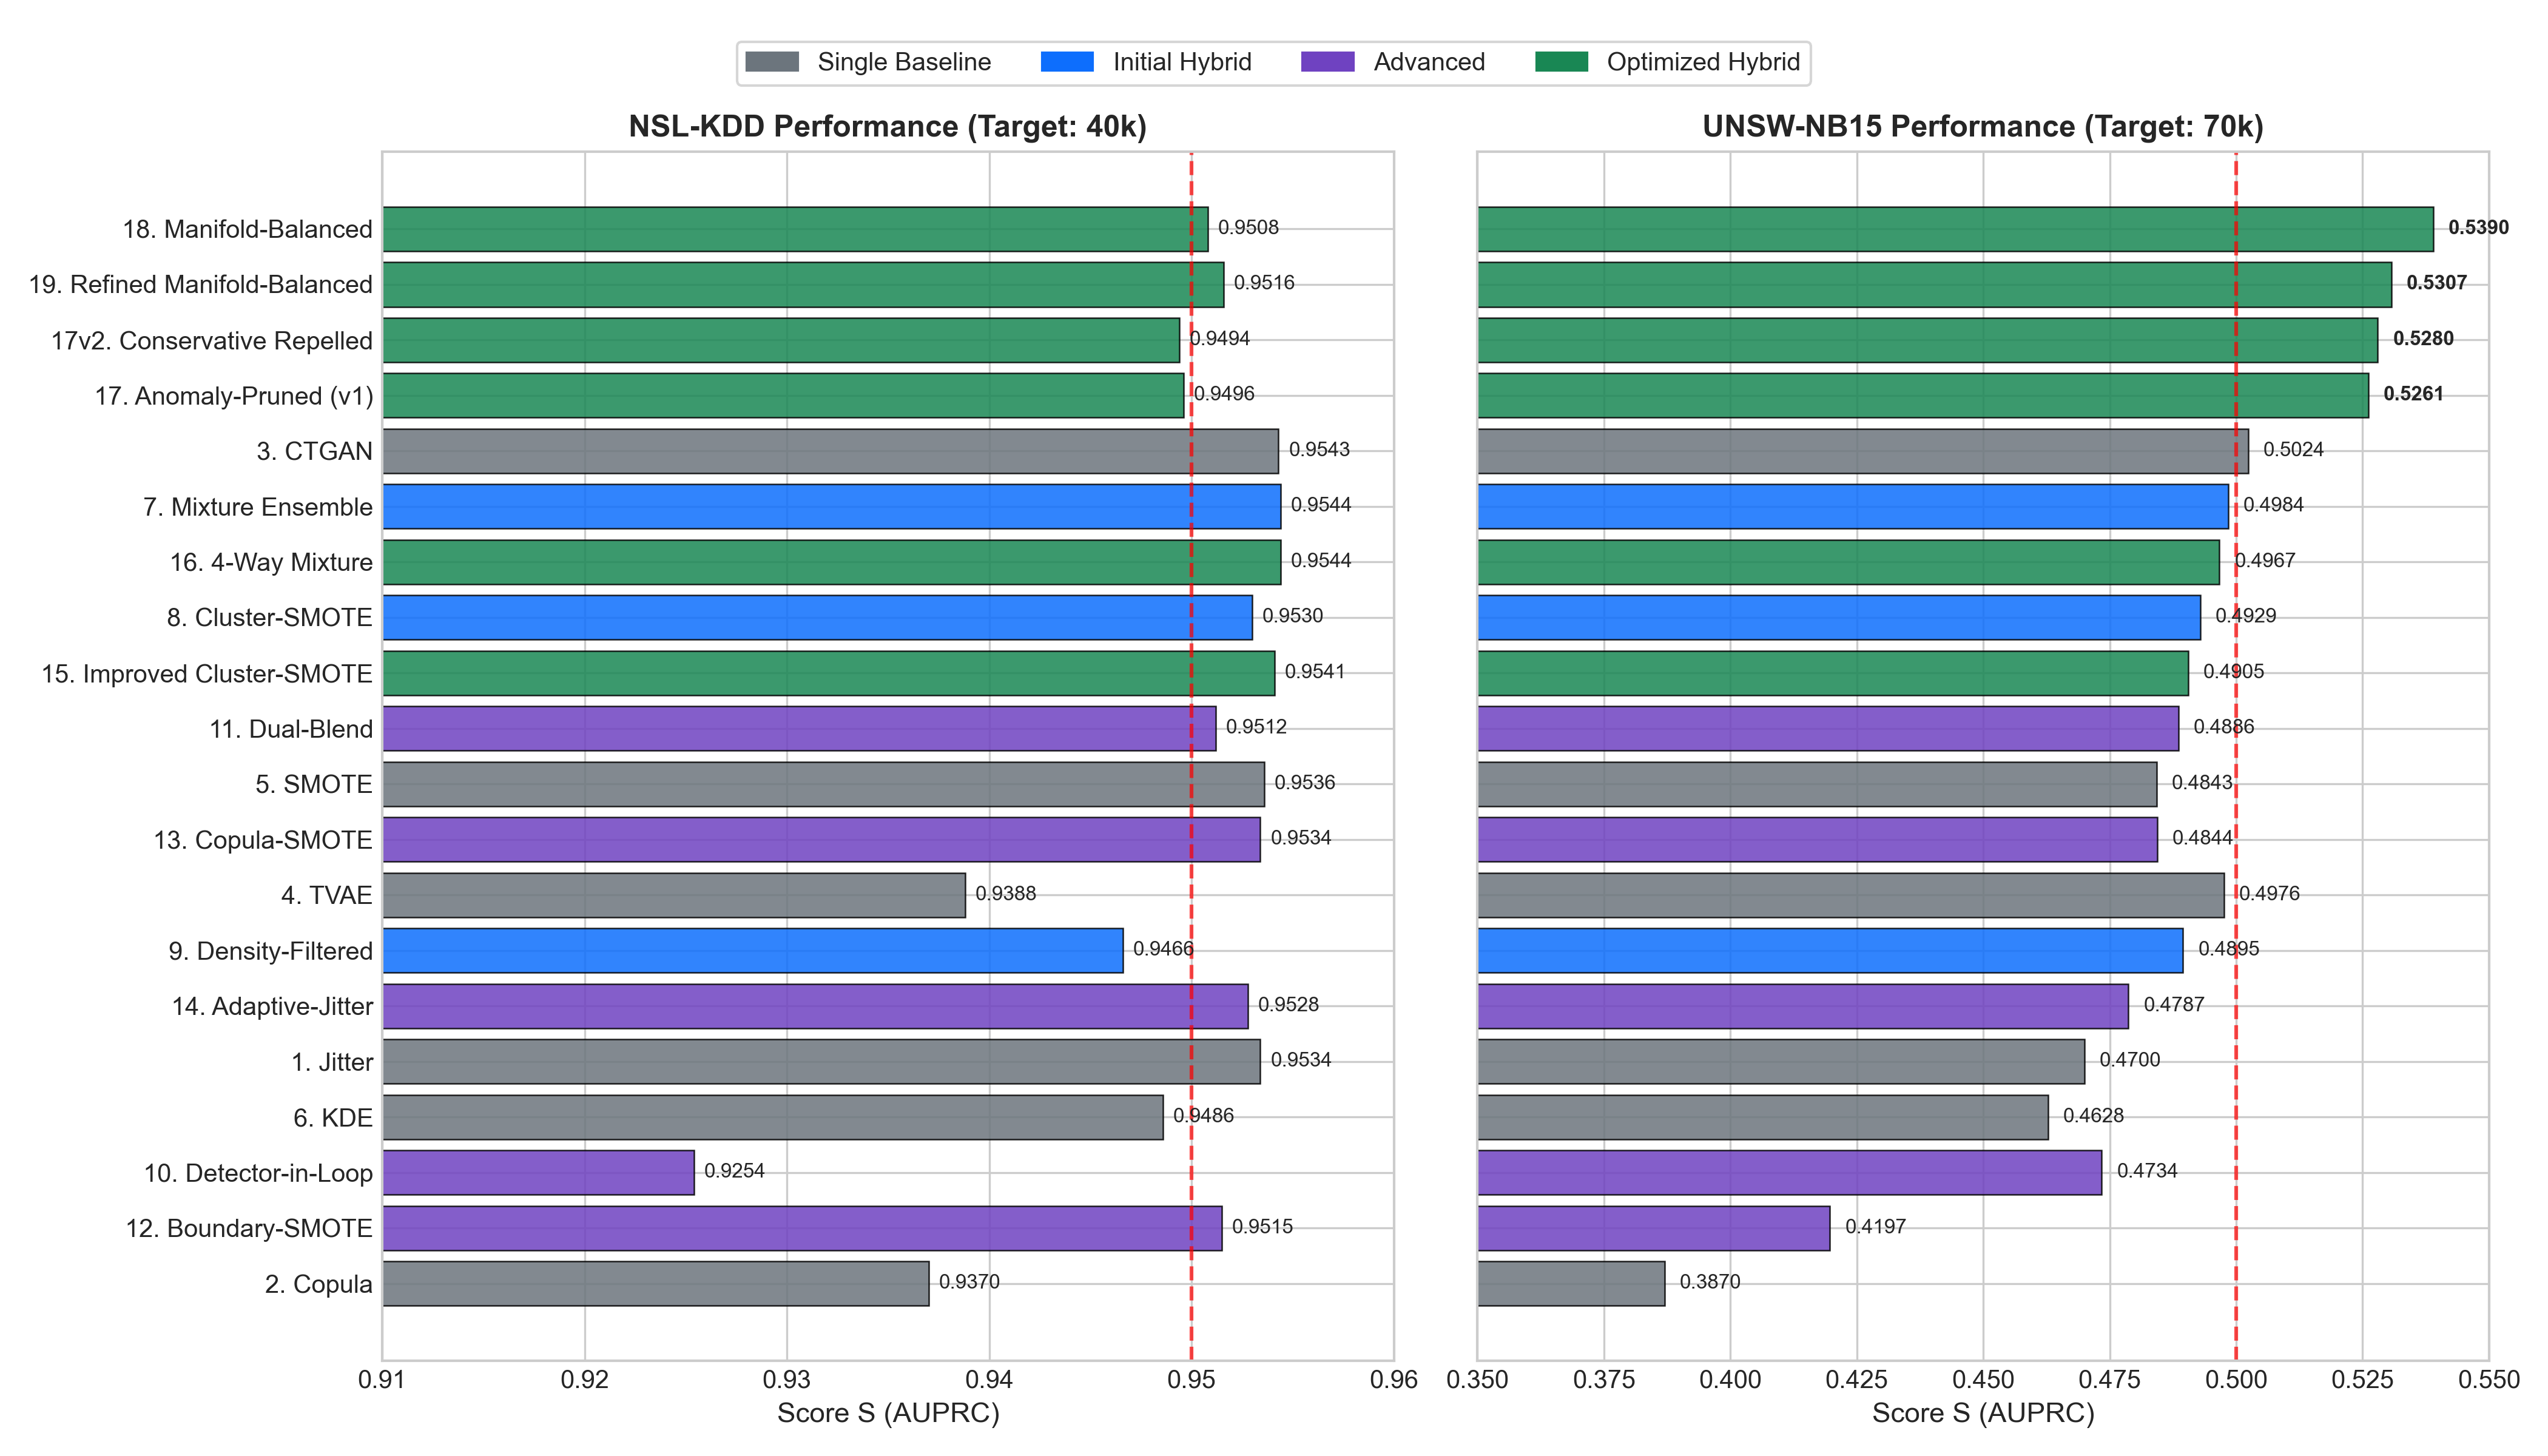 Single Baseline Initial Hybrid Advanced Optimized Hybrid
NSL-KDD Performance (Target: 40k)
18. Manifold-Balanced 0.9508
19. Refined Manifold-Balanced 0.9516
17v2. Conservative Repelled 0.9494
17. Anomaly-Pruned (v1) 0.9496
3. CTGAN 0.9543
7. Mixture Ensemble 0.9544
16. 4-Way Mixture 0.9544
8. Cluster-SMOTE 0.9530
15. Improved Cluster-SMOTE 0.9541
11. Dual-Blend 0.9512
5. SMOTE 0.9536
13. Copula-SMOTE 0.9534
4. TVAE 0.9388
9. Density-Filtered 0.9466
14. Adaptive-Jitter 0.9528
1. Jitter 0.9534
6. KDE 0.9486
10. Detector-in-Loop 0.9254
12. Boundary-SMOTE 0.9515
2. Copula 0.9370
0.91 0.92 0.93 0.94 0.95 0.96
Score S (AUPRC)
UNSW-NB15 Performance (Target: 70k)
0.5390
0.5307
0.5280
0.5261
0.5024
0.4984
0.4967
0.4929
0.4905
0.4886
0.4843
0.4844
0.4976
0.4895
0.4787
0.4700
0.4628
0.4734
0.4197
0.3870
0.350 0.375 0.400 0.425 0.450 0.475 0.500 0.525 0.550
Score S (AUPRC)